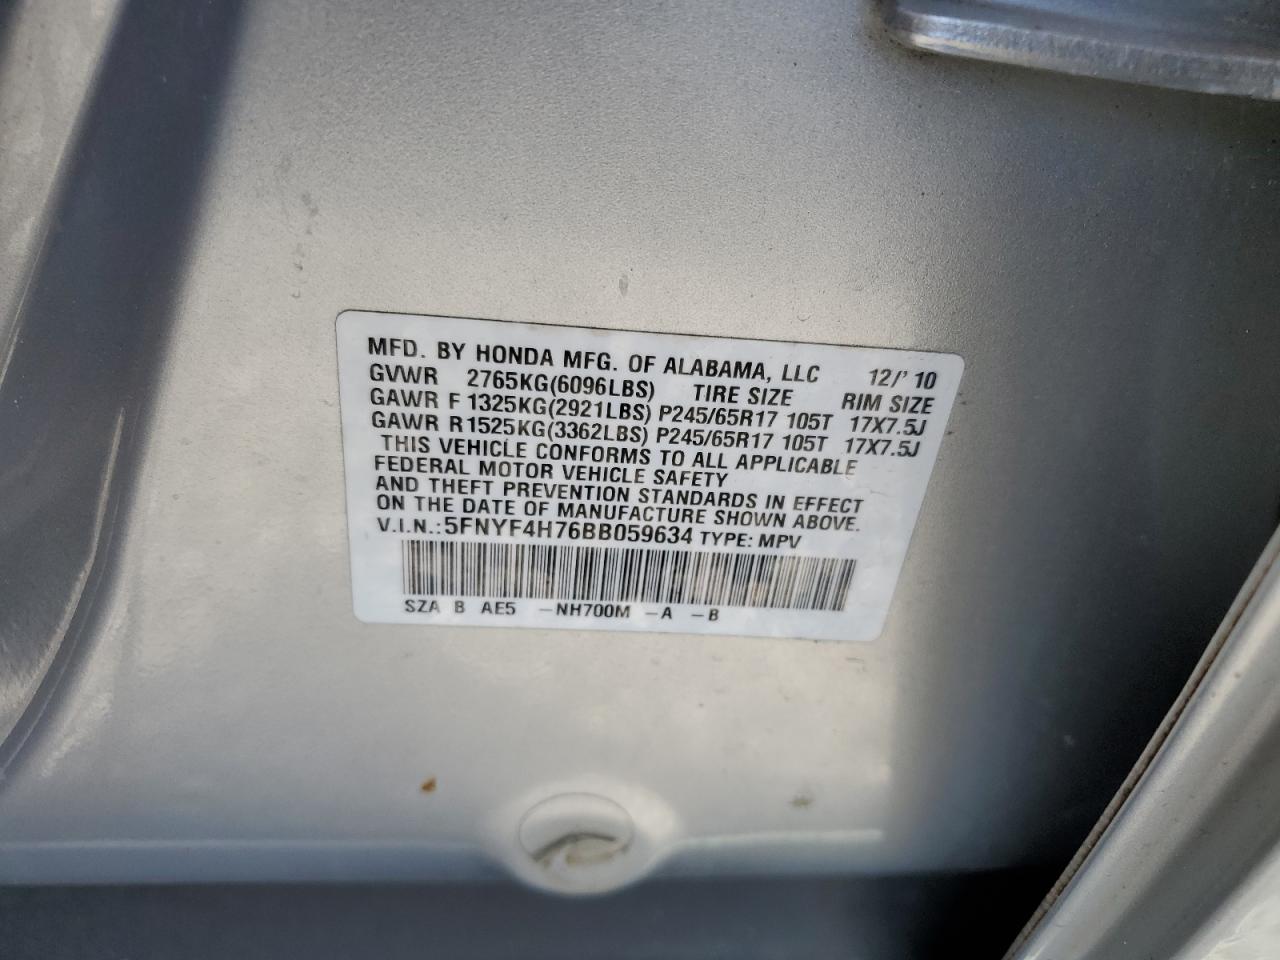 MFD. BY HONDA MFG. OF ALABAMA, LLC 12/'10
GVWR 2765KG(6096LBS) TIRE SIZE RIM SIZE
GAWR F 1325KG(2921LBS) P245/65R17 105T 17X7.5J
GAWR R1525KG(3362LBS) P245/65R17 105T 17X7.5J
THIS VEHICLE CONFORMS TO ALL APPLICABLE
FEDERAL MOTOR VEHICLE SAFETY
AND THEFT PREVENTION STANDARDS IN EFFECT
ON THE DATE OF MANUFACTURE SHOWN ABOVE.
V.I.N.:5FNYF4H76BB059634 TYPE: MPV
SZA B AE5 -NH700M -A -B